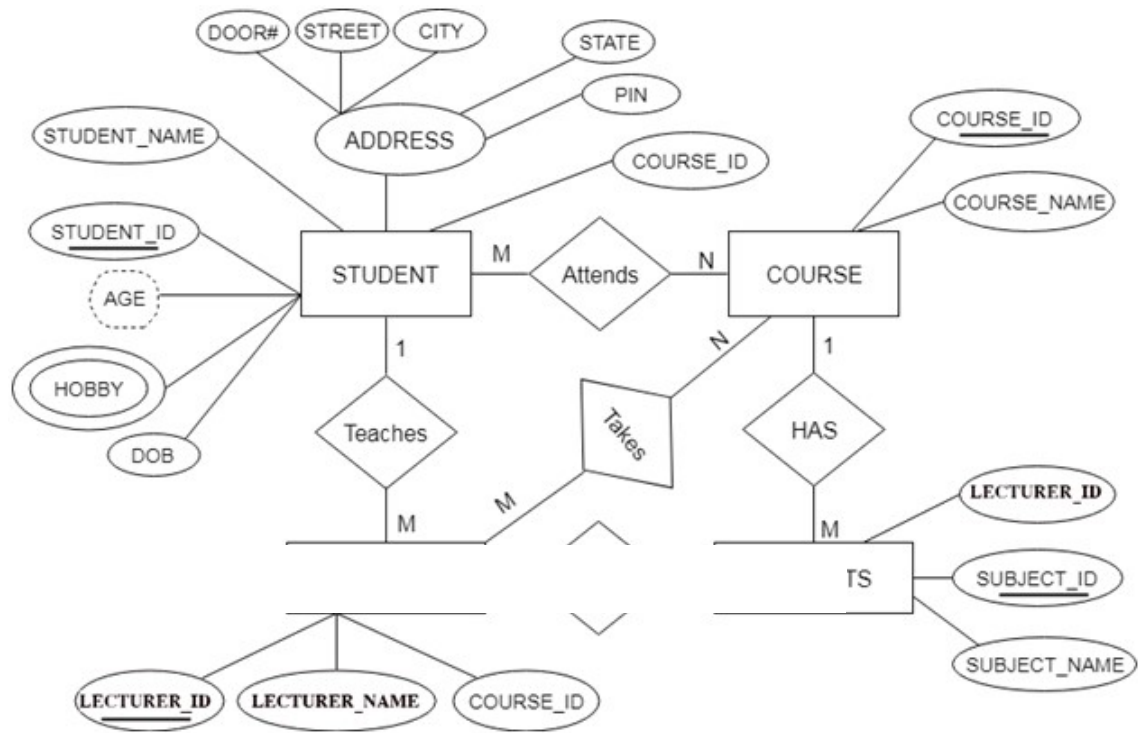 DOOR#
STREET
CITY
STATE
PIN
ADDRESS
STUDENT_NAME
COURSE_ID
COURSE_ID
COURSE_NAME
STUDENT_ID
STUDENT
M
Attends
N
COURSE
AGE
HOBBY
DOB
1
Teaches
M
N
Takes
M
1
HAS
M
LECTURER_ID
TS
SUBJECT_ID
SUBJECT_NAME
LECTURER_ID
LECTURER_NAME
COURSE_ID